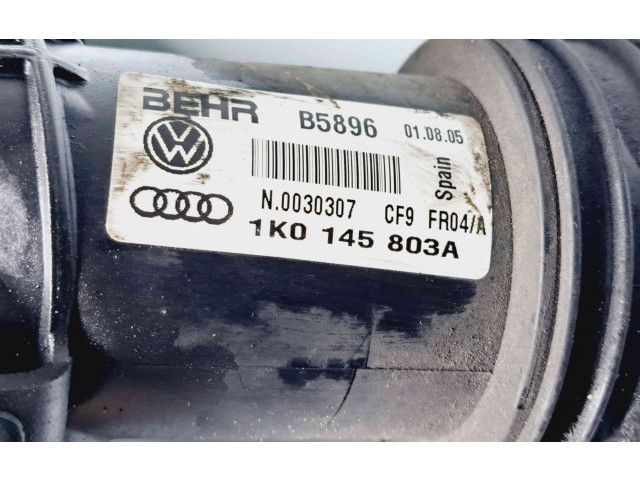 BEHR B5896 01.08.05
Spain
N.0030307 CF9 FR04/A
1K0 145 803A